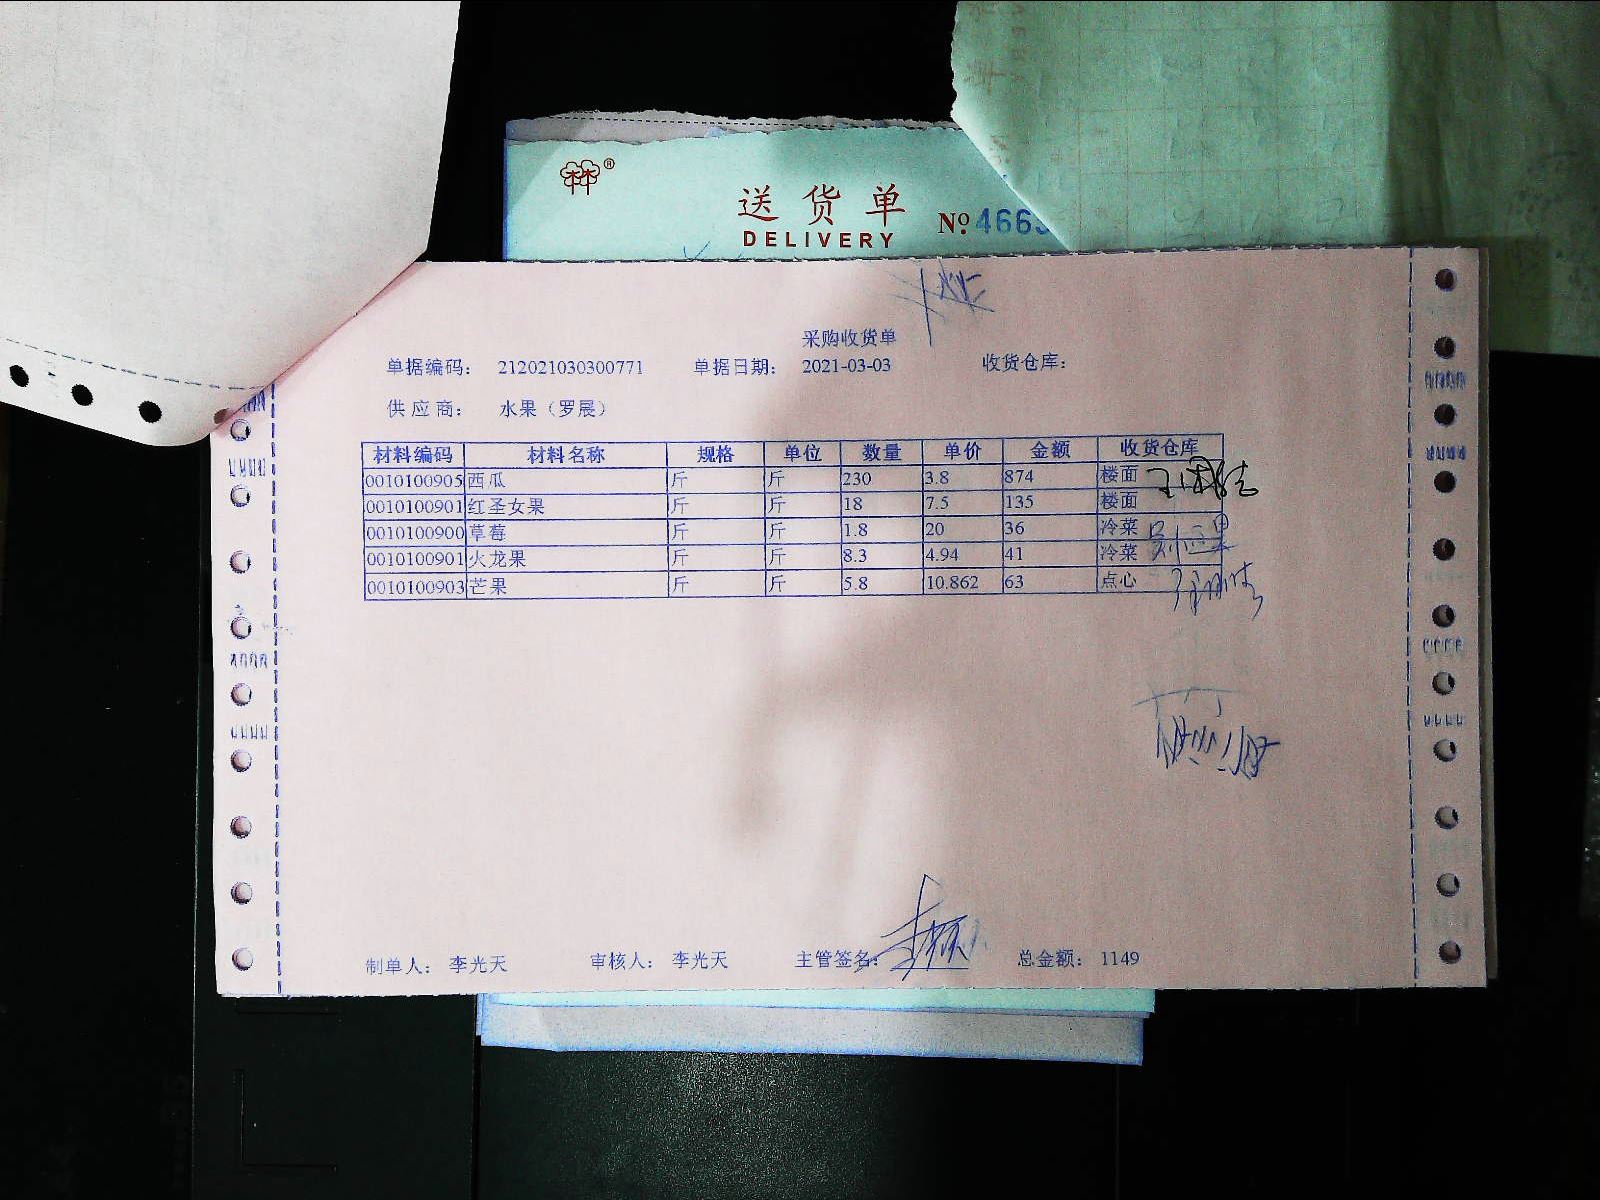 送货单
DELIVERY
№ 4663
采购收货单
单据编码： 212021030300771 单据日期： 2021-03-03 收货仓库：
供应商： 水果（罗晨）
材料编码 材料名称 规格 单位 数量 单价 金额 收货仓库
0010100905 西瓜 斤 斤 230 3.8 874 楼面
0010100901 红圣女果 斤 斤 18 7.5 135 楼面
0010100900 草莓 斤 斤 1.8 20 36 冷菜
0010100901 火龙果 斤 斤 8.3 4.94 41 冷菜
0010100903 芒果 斤 斤 5.8 10.862 63 点心
制单人： 李光天 审核人： 李光天 主管签名： 总金额： 1149